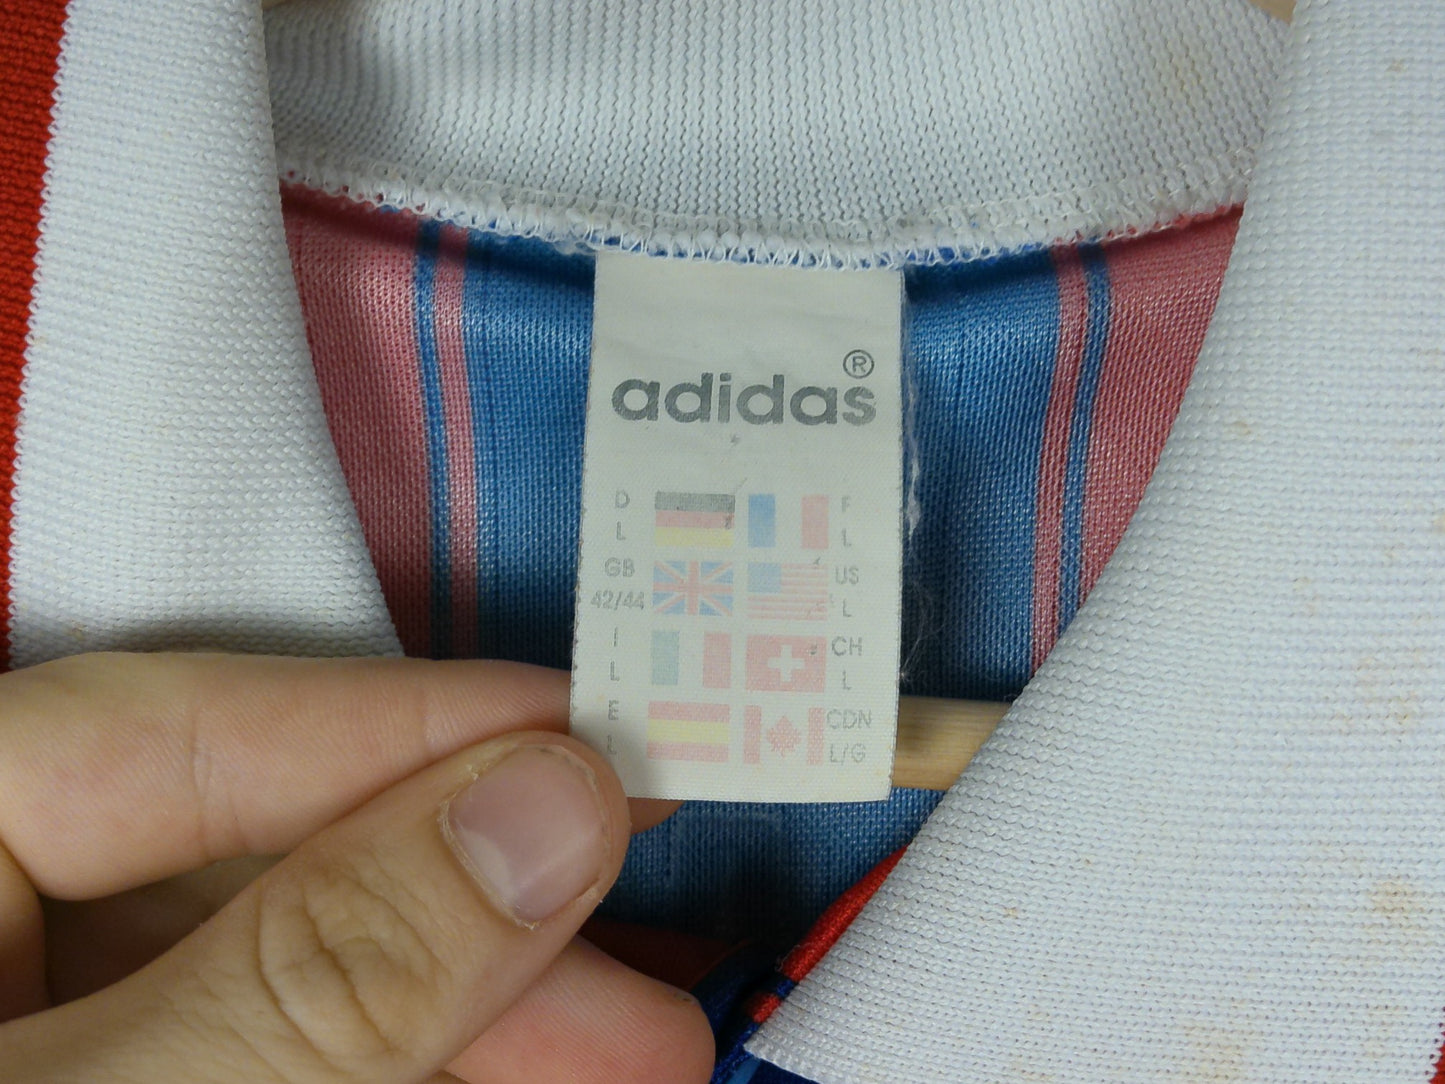 adidas®
D F
L L
GB US
42/44 L
I CH
L L
E CDN
L L/G